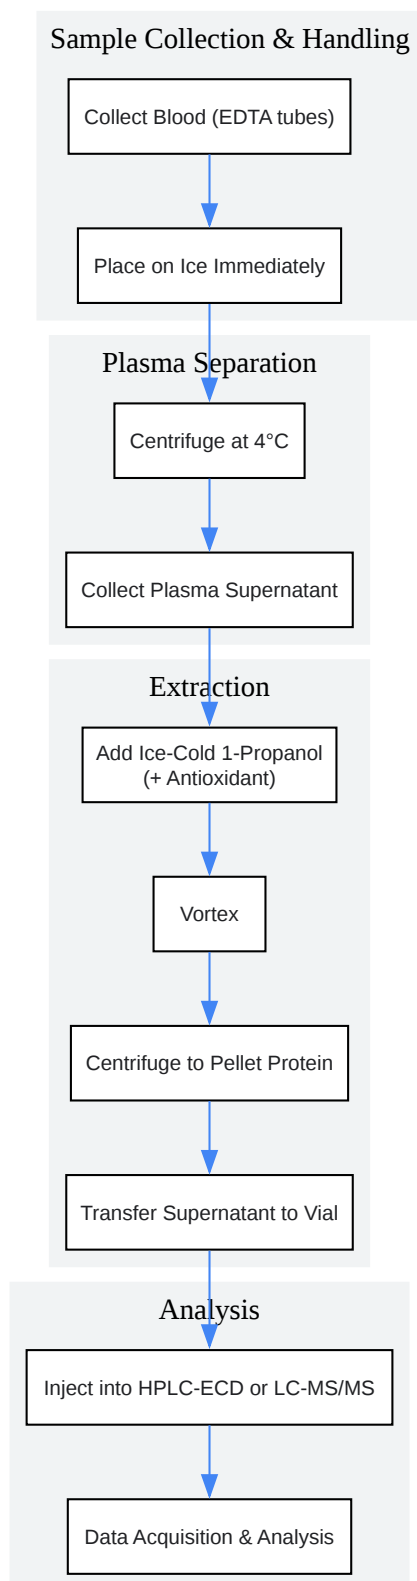 Sample Collection & Handling
Collect Blood (EDTA tubes)
Place on Ice Immediately
Plasma Separation
Centrifuge at 4°C
Collect Plasma Supernatant
Extraction
Add Ice-Cold 1-Propanol
(+ Antioxidant)
Vortex
Centrifuge to Pellet Protein
Transfer Supernatant to Vial
Analysis
Inject into HPLC-ECD or LC-MS/MS
Data Acquisition & Analysis